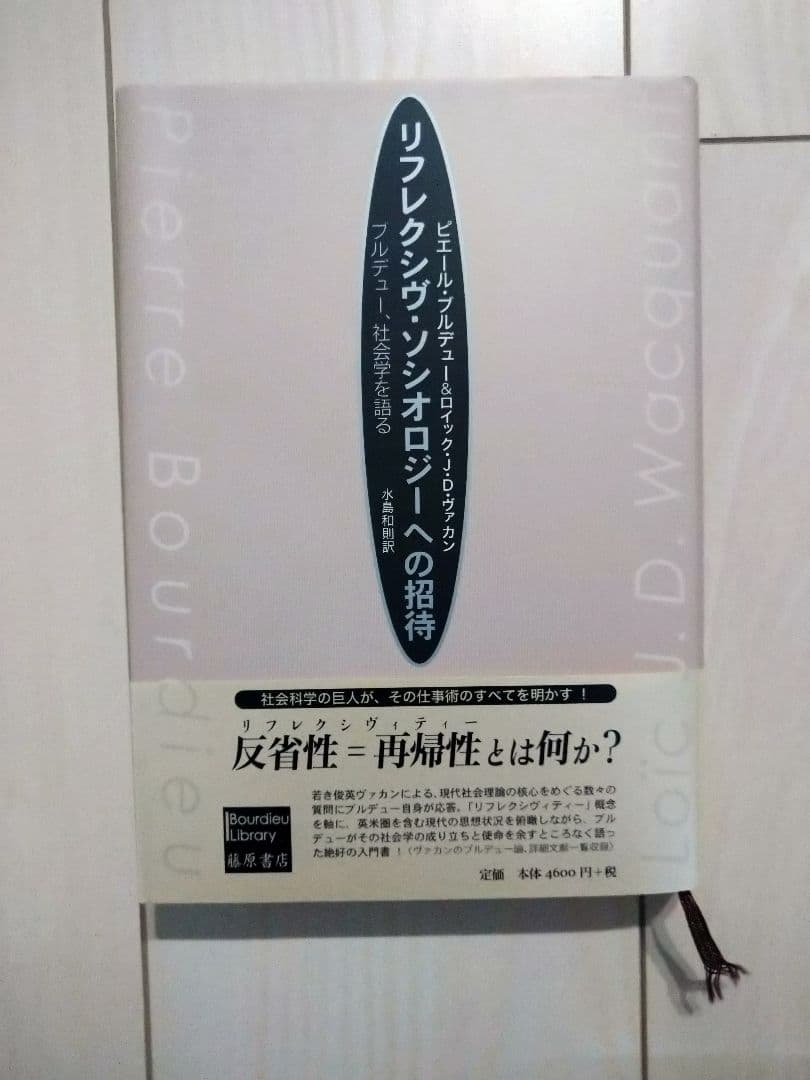 Pierre Bourdieu
Loïc J.D. Wacquant
ピエール・ブルデュー&ロイック・J・D・ヴァカン
リフレクシヴ・ソシオロジーへの招待
ブルデュー、社会学を語る
水島和則訳
社会科学の巨人が、その仕事術のすべてを明かす！
リフレクシヴィティー
反省性＝再帰性とは何か？
若き俊英ヴァカンによる、現代社会理論の核心をめぐる数々の
質問にブルデュー自身が応答。「リフレクシヴィティー」概念
を軸に、英米圏を含む現代の思想状況を俯瞰しながら、ブル
デューがその社会学の成り立ちと使命を余すところなく語っ
た絶好の入門書！（ヴァカンのブルデュー論、詳細文献一覧収録）
Bourdieu
Library
藤原書店
定価　本体 4600 円＋税